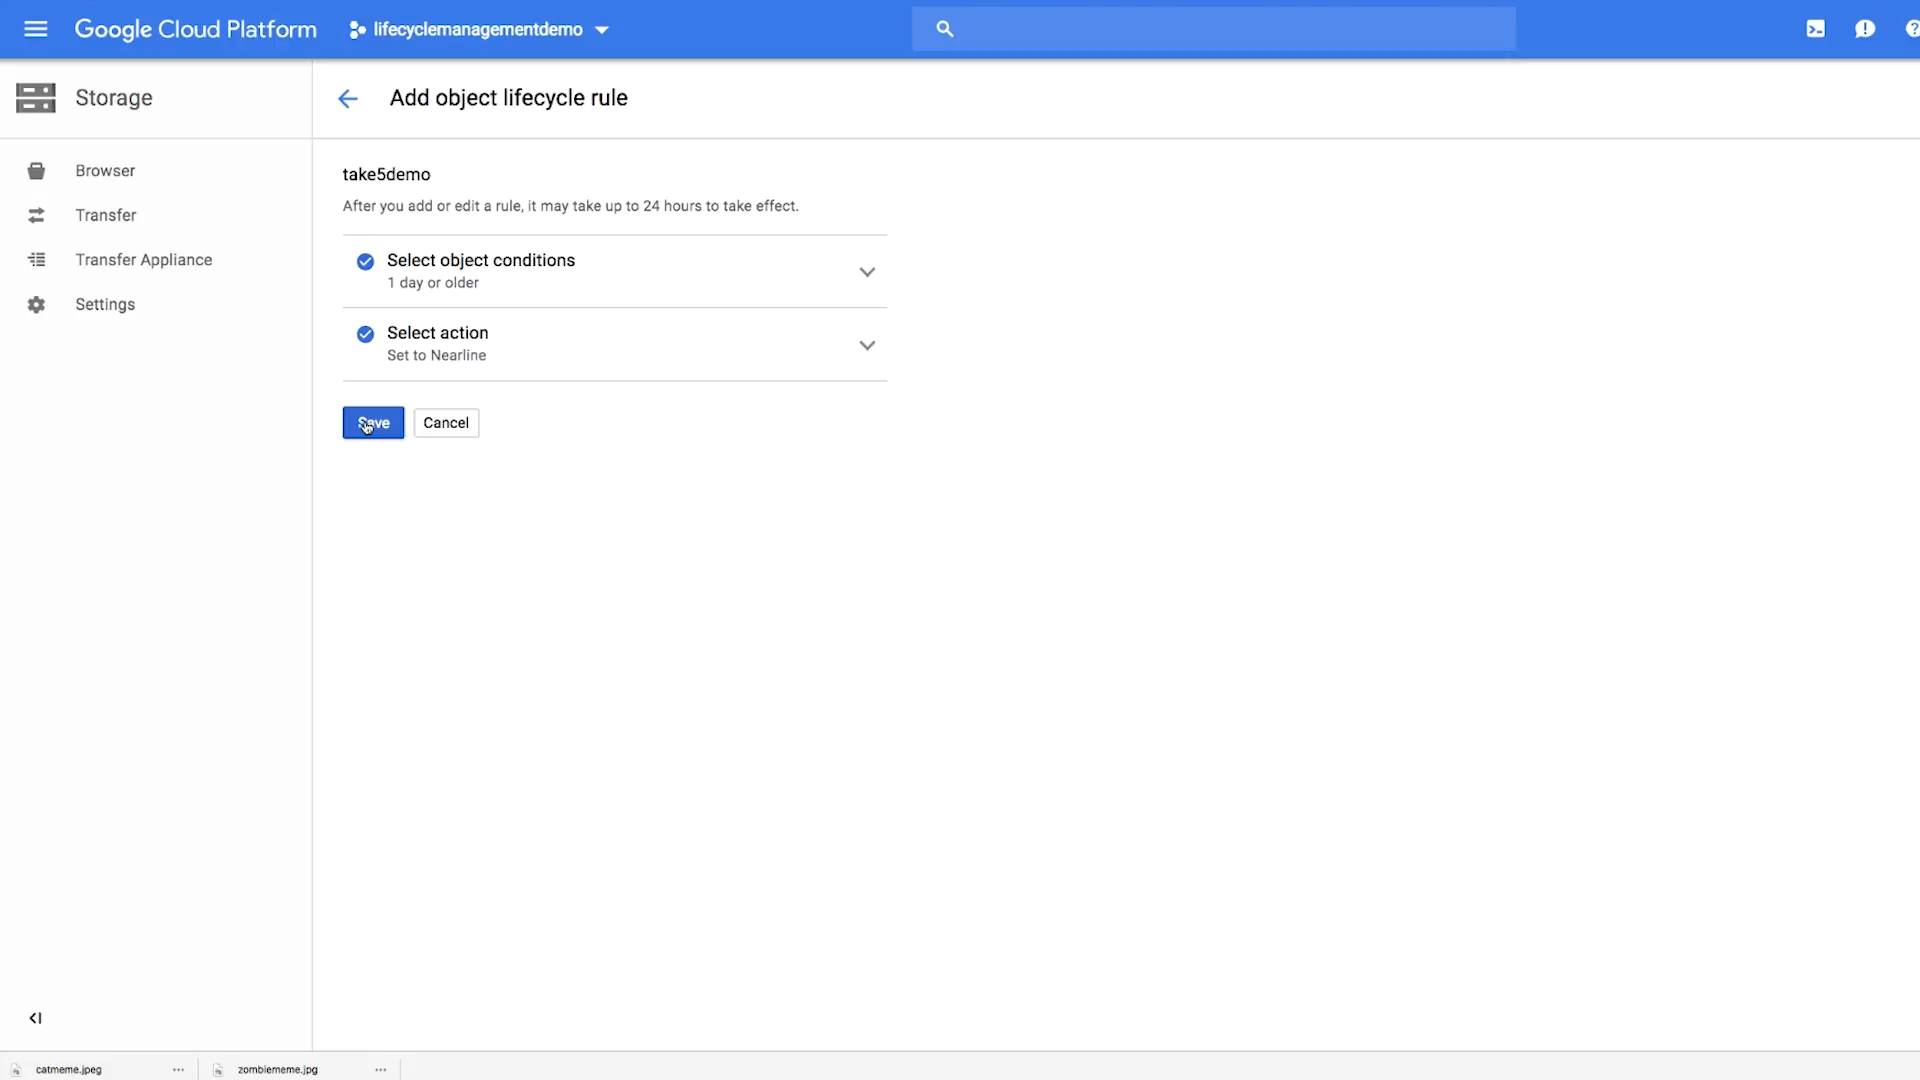 Google Cloud Platform
lifecyclemanagementdemo
Storage
Add object lifecycle rule
Browser
Transfer
Transfer Appliance
Settings
take5demo
After you add or edit a rule, it may take up to 24 hours to take effect.
Select object conditions
1 day or older
Select action
Set to Nearline
Save
Cancel
catmeme.jpeg
zombiememe.jpg